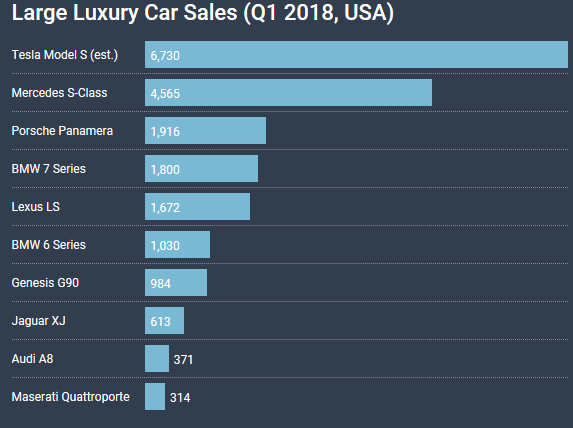 Large Luxury Car Sales (Q1 2018, USA)
Tesla Model S (est.) 6,730
Mercedes S-Class 4,565
Porsche Panamera 1,916
BMW 7 Series 1,800
Lexus LS 1,672
BMW 6 Series 1,030
Genesis G90 984
Jaguar XJ 613
Audi A8 371
Maserati Quattroporte 314